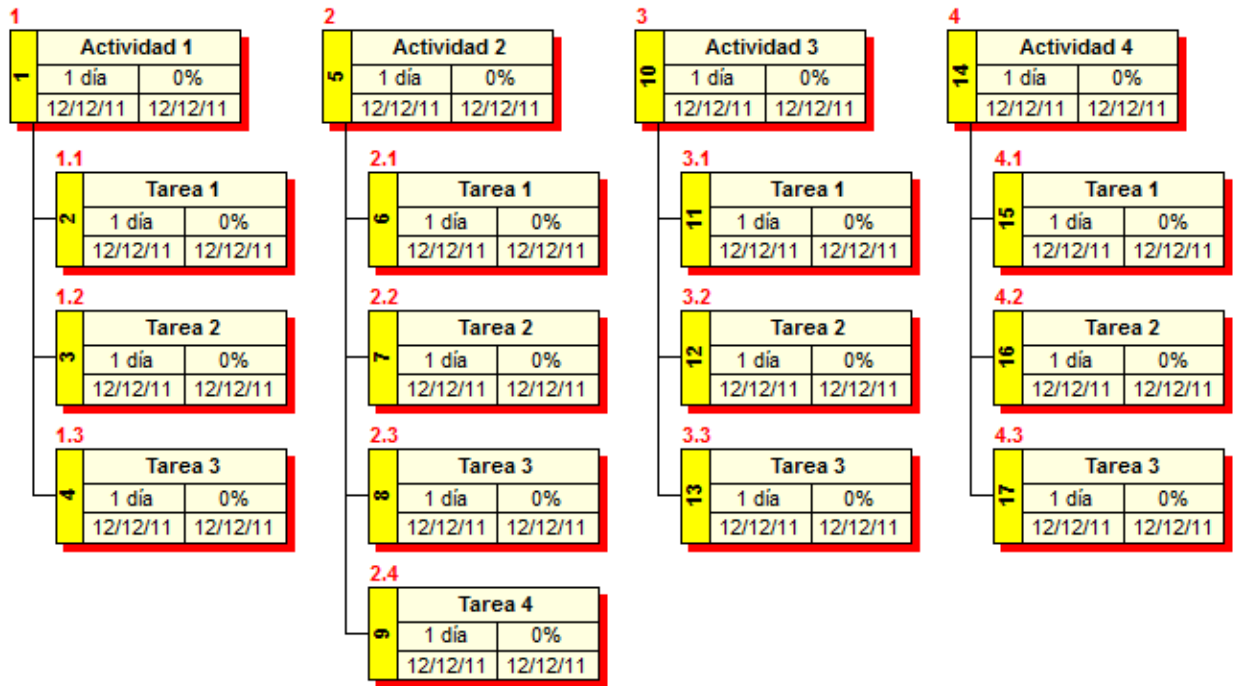 1
1
Actividad 1
1 día 0%
12/12/11 12/12/11
1.1
2
Tarea 1
1 día 0%
12/12/11 12/12/11
1.2
3
Tarea 2
1 día 0%
12/12/11 12/12/11
1.3
4
Tarea 3
1 día 0%
12/12/11 12/12/11
2
5
Actividad 2
1 día 0%
12/12/11 12/12/11
2.1
6
Tarea 1
1 día 0%
12/12/11 12/12/11
2.2
7
Tarea 2
1 día 0%
12/12/11 12/12/11
2.3
8
Tarea 3
1 día 0%
12/12/11 12/12/11
2.4
9
Tarea 4
1 día 0%
12/12/11 12/12/11
3
10
Actividad 3
1 día 0%
12/12/11 12/12/11
3.1
11
Tarea 1
1 día 0%
12/12/11 12/12/11
3.2
12
Tarea 2
1 día 0%
12/12/11 12/12/11
3.3
13
Tarea 3
1 día 0%
12/12/11 12/12/11
4
14
Actividad 4
1 día 0%
12/12/11 12/12/11
4.1
15
Tarea 1
1 día 0%
12/12/11 12/12/11
4.2
16
Tarea 2
1 día 0%
12/12/11 12/12/11
4.3
17
Tarea 3
1 día 0%
12/12/11 12/12/11